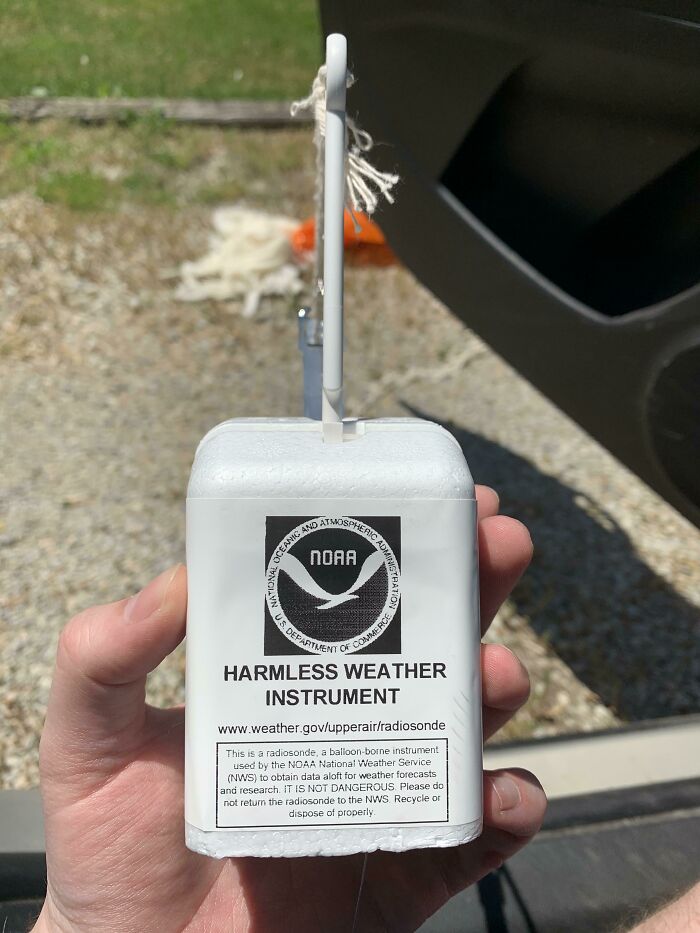 NATIONAL OCEANIC AND ATMOSPHERIC ADMINISTRATION
NOAA
U.S. DEPARTMENT OF COMMERCE
HARMLESS WEATHER
INSTRUMENT
www.weather.gov/upperair/radiosonde
This is a radiosonde, a balloon-borne instrument
used by the NOAA National Weather Service
(NWS) to obtain data aloft for weather forecasts
and research. IT IS NOT DANGEROUS. Please do
not return the radiosonde to the NWS. Recycle or
dispose of properly.